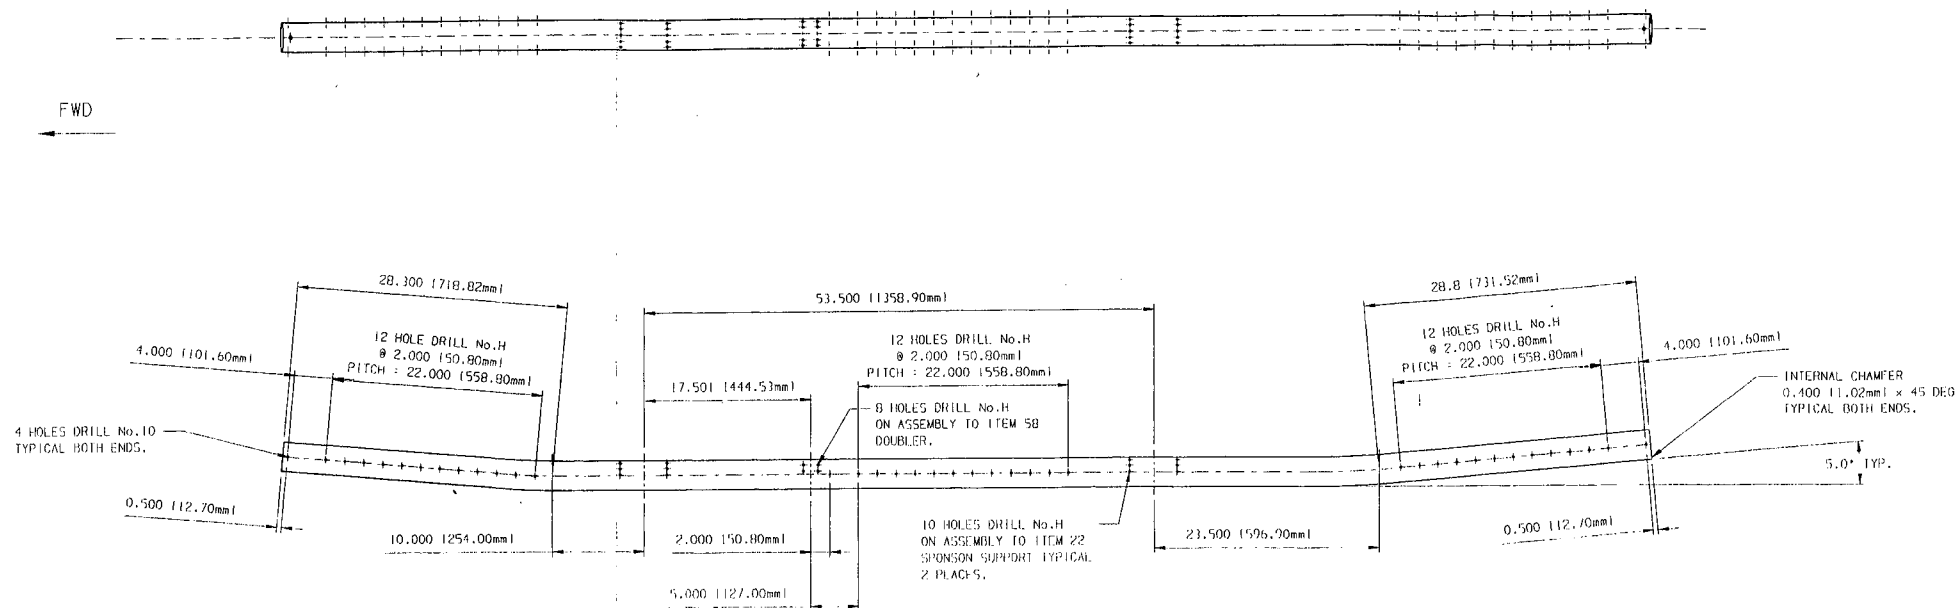 FWD
28.300 [718.82mm]
53.500 [1358.90mm]
28.8 [731.52mm]
12 HOLE DRILL No.H
@ 2.000 [50.80mm]
PITCH = 22.000 [558.80mm]
4.000 [101.60mm]
12 HOLES DRILL No.H
@ 2.000 [50.80mm]
PITCH = 22.000 [558.80mm]
12 HOLES DRILL No.H
@ 2.000 [50.80mm]
PITCH = 22.000 [558.80mm]
4.000 [101.60mm]
17.501 [444.53mm]
INTERNAL CHAMFER
0.400 [1.02mm] x 45 DEG
TYPICAL BOTH ENDS.
8 HOLES DRILL No.H
ON ASSEMBLY TO ITEM 58
DOUBLER.
4 HOLES DRILL No.10
TYPICAL BOTH ENDS.
5.0° TYP.
0.500 [12.70mm]
10.000 [254.00mm]
2.000 [50.80mm]
10 HOLES DRILL No.H
ON ASSEMBLY TO ITEM 22
SPONSON SUPPORT TYPICAL
2 PLACES.
23.500 [596.90mm]
0.500 [12.70mm]
5.000 [127.00mm]